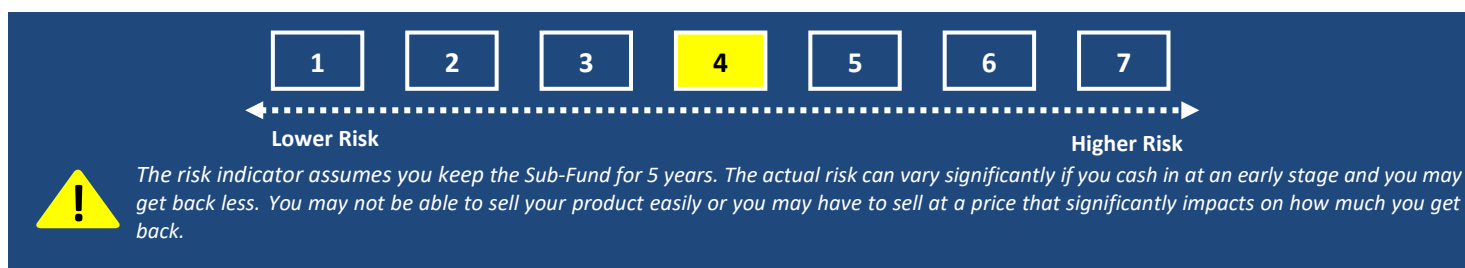 1 2 3 4 5 6 7
Lower Risk Higher Risk
The risk indicator assumes you keep the Sub-Fund for 5 years. The actual risk can vary significantly if you cash in at an early stage and you may
get back less. You may not be able to sell your product easily or you may have to sell at a price that significantly impacts on how much you get
back.